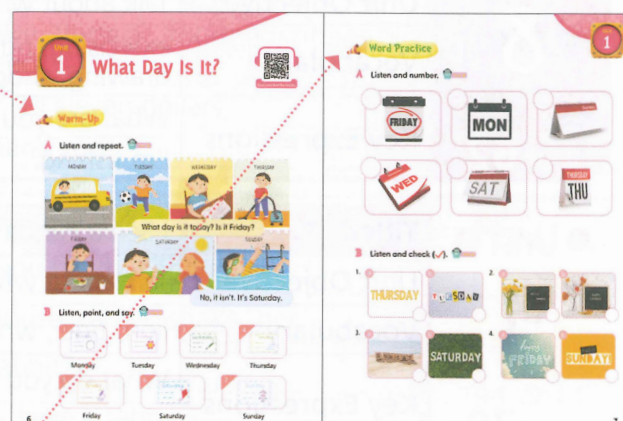 Unit
1
What Day Is It?
Warm-Up
A Listen and repeat.
MONDAY
TUESDAY
WEDNESDAY
THURSDAY
FRIDAY
SATURDAY
SUNDAY
What day is it today? Is it Friday?
No, it isn't. It's Saturday.
B Listen, point, and say.
Monday
Tuesday
Wednesday
Thursday
Friday
Saturday
Sunday
6
Word Practice
Unit
1
A Listen and number.
FRIDAY
MON
WED
SAT
THURSDAY
THU
B Listen and check (✓).
1.
THURSDAY
TUESDAY
2.
3.
SATURDAY
4.
happy
FRIDAY
SUNDAY!
7